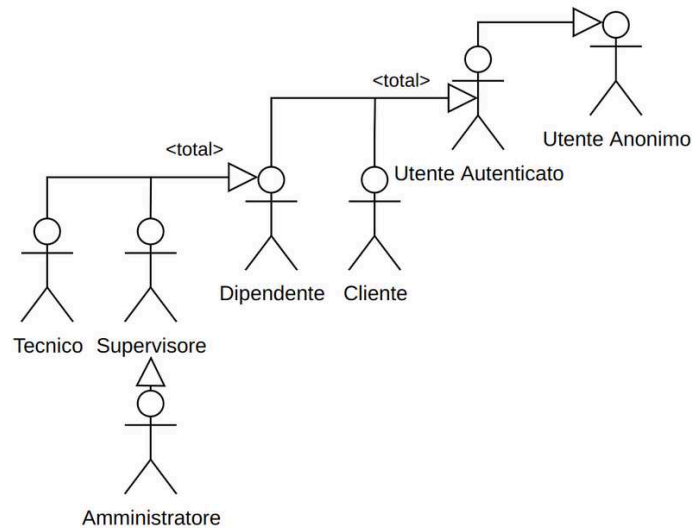 <total>
Utente Anonimo
<total>
Utente Autenticato
Dipendente Cliente
Tecnico Supervisore
Amministratore